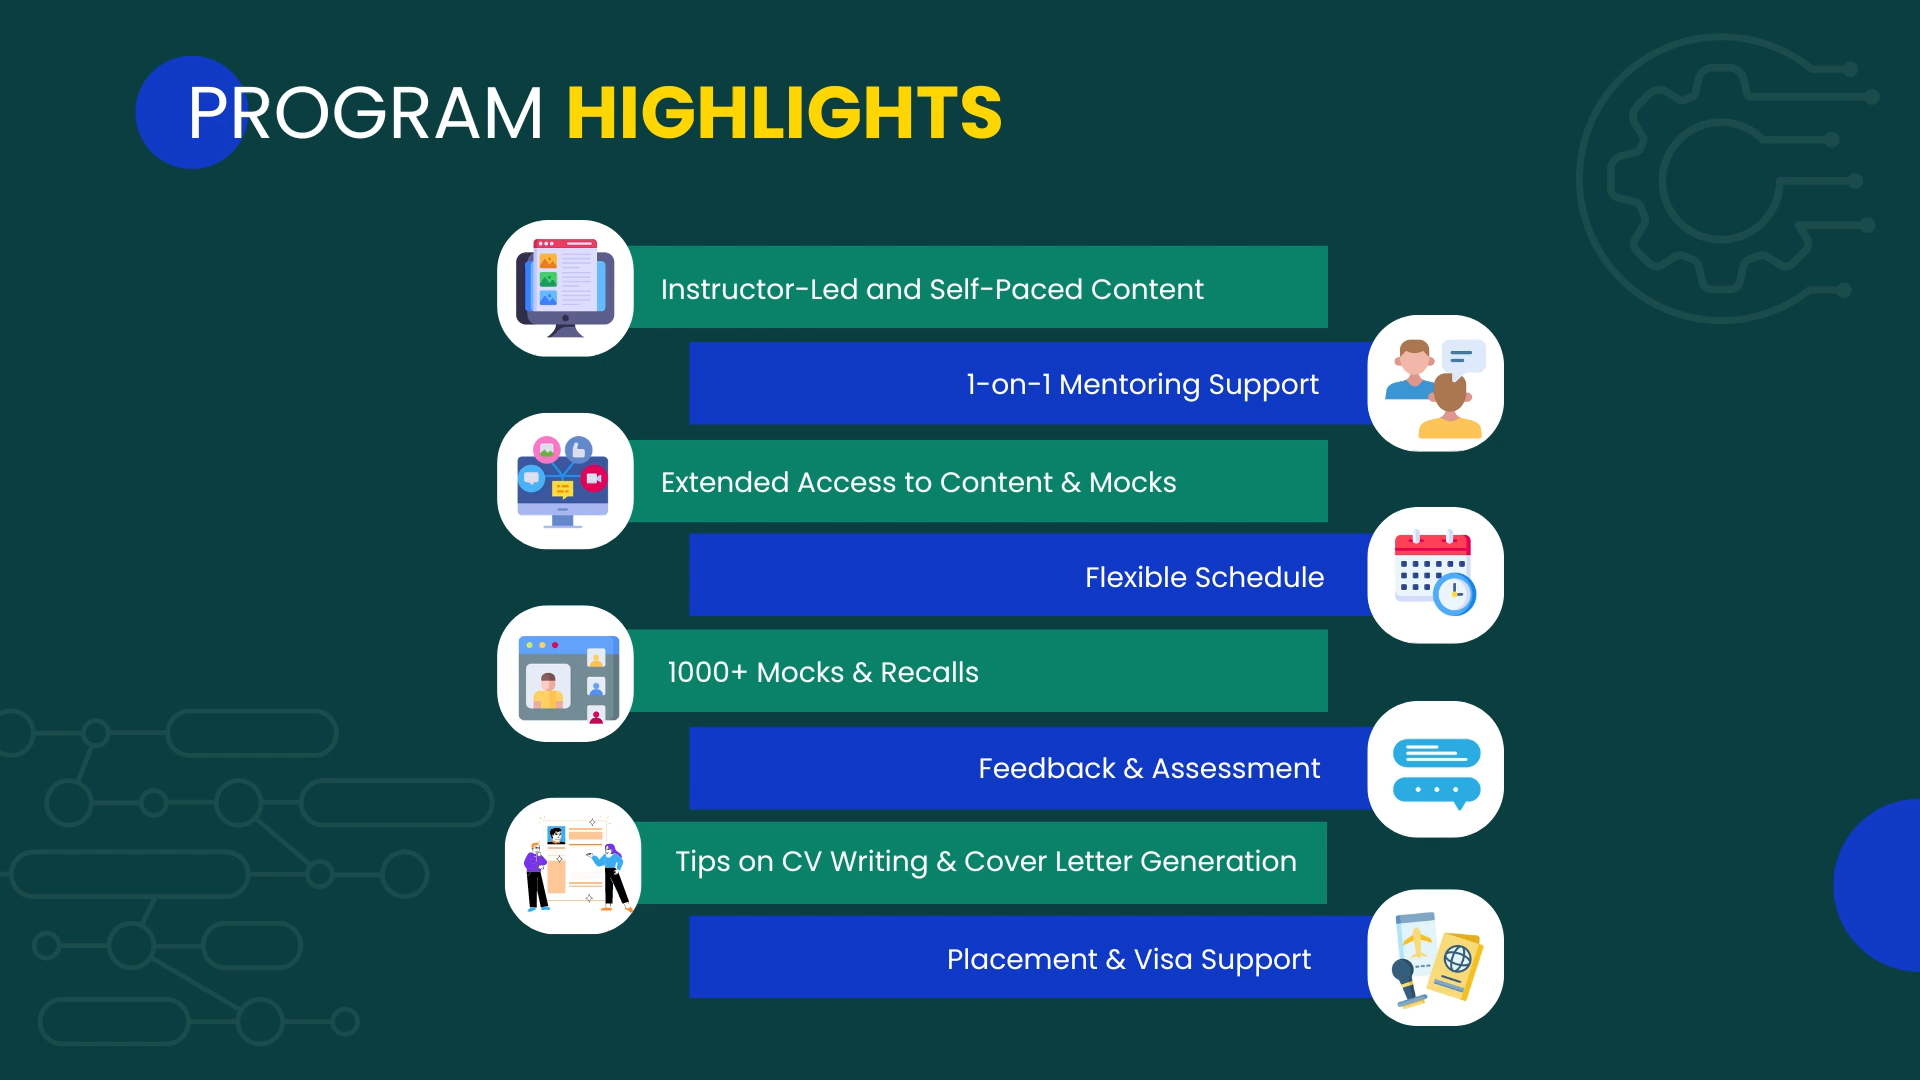 PROGRAM HIGHLIGHTS
Instructor-Led and Self-Paced Content
1-on-1 Mentoring Support
Extended Access to Content & Mocks
Flexible Schedule
1000+ Mocks & Recalls
Feedback & Assessment
Tips on CV Writing & Cover Letter Generation
Placement & Visa Support